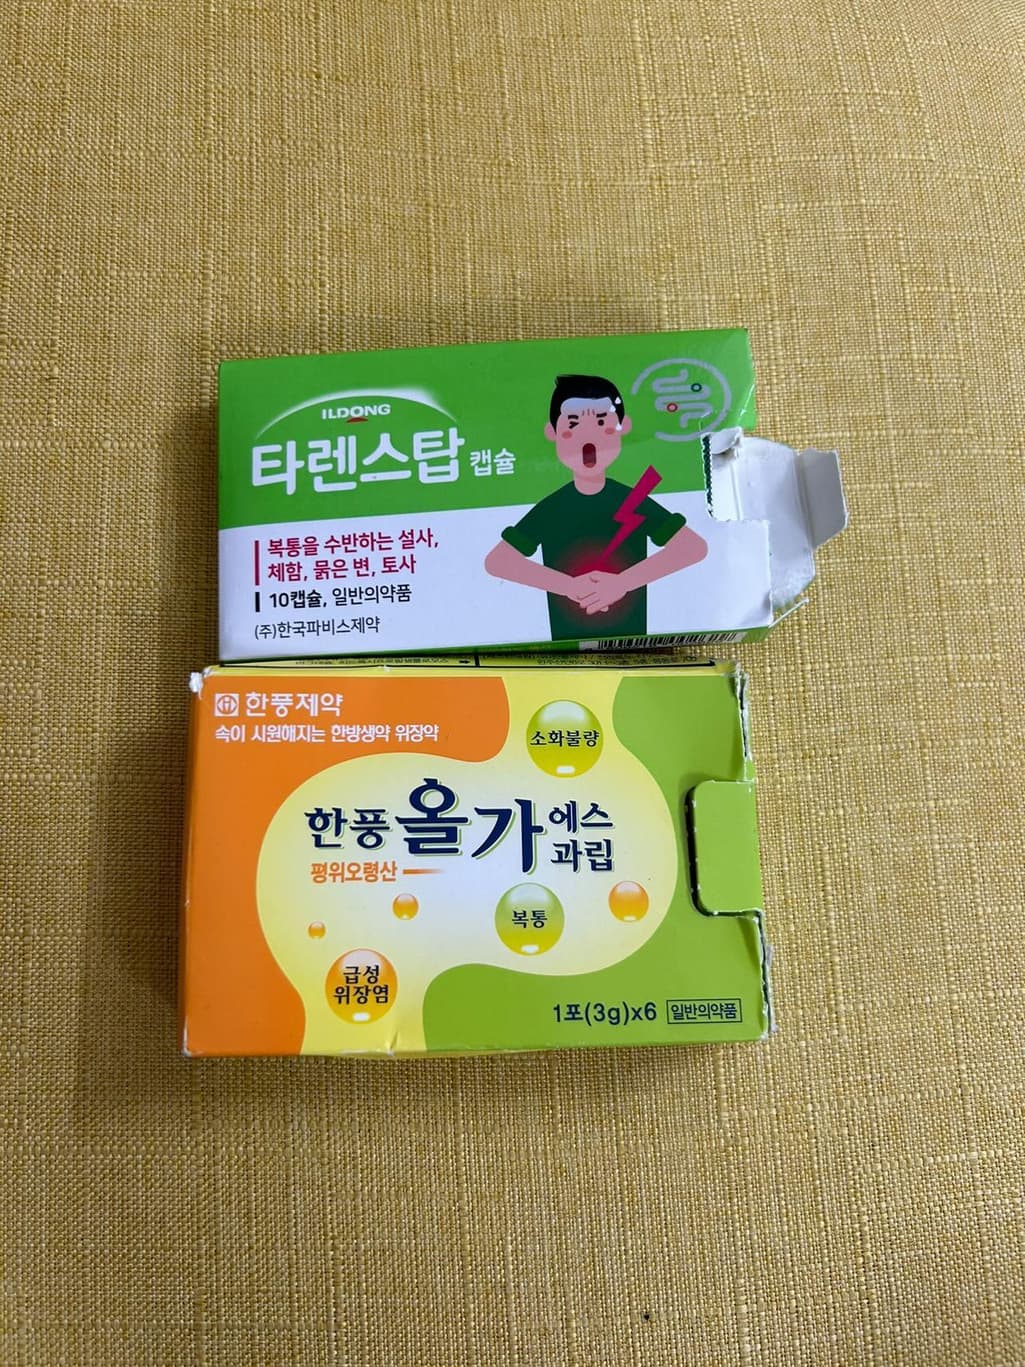 ILDONG
타렌스탑 캡슐
복통을 수반하는 설사,
체함, 묽은 변, 토사
10캡슐, 일반의약품
(주)한국파비스제약
한풍제약
속이 시원해지는 한방생약 위장약
소화불량
한풍 올가 에스 과립
평위오령산
복통
급성
위장염
1포(3g)x6 일반의약품